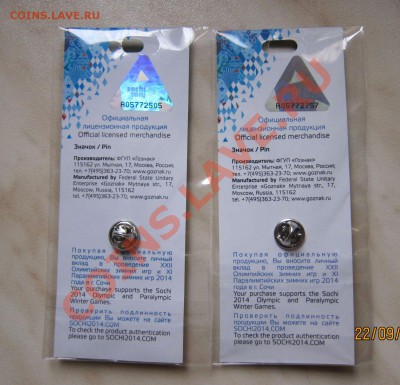 COINS.LAVE.RU
COINS.LAVE.RU
sochi
2014
A05772505
Официальная
лицензионная продукция
Official licensed merchandise
Значок / Pin
Производитель: ФГУП «Гознак»
115162 ул. Мытная, 17, Москва, Россия,
тел. +7(495)363-23-70; www.goznak.ru
Manufactured by Federal State Unitary
Enterprise «Goznak» Mytnaya str., 17,
Moscow, Russia, 115162
tel. +7(495)363-23-70, www.goznak.ru
Покупая официальную
продукцию, Вы вносите личный
вклад в проведение XXII
Олимпийских зимних игр и XI
Паралимпийских зимних игр 2014
года в г. Сочи
Your purchase supports the Sochi
2014 Olympic and Paralympic
Winter Games.
Проверить подлинность
продукции Вы можете на сайте
SOCHI2014.COM
To check the product authentication
please go to SOCHI2014.COM
A05772757
Официальная
лицензионная продукция
Official licensed merchandise
Значок / Pin
Производитель: ФГУП «Гознак»
115162 ул. Мытная, 17, Москва, Россия,
тел. +7(495)363-23-70; www.goznak.ru
Manufactured by Federal State Unitary
Enterprise «Goznak» Mytnaya str., 17,
Moscow, Russia, 115162
tel. +7(495)363-23-70, www.goznak.ru
Покупая официальную
продукцию, Вы вносите личный
вклад в проведение XXII
Олимпийских зимних игр и XI
Паралимпийских зимних игр 2014
года в г. Сочи
Your purchase supports the Sochi
2014 Olympic and Paralympic
Winter Games.
Проверить подлинность
продукции Вы можете на сайте
SOCHI2014.COM
To check the product authentication
please go to SOCHI2014.COM
22/09/